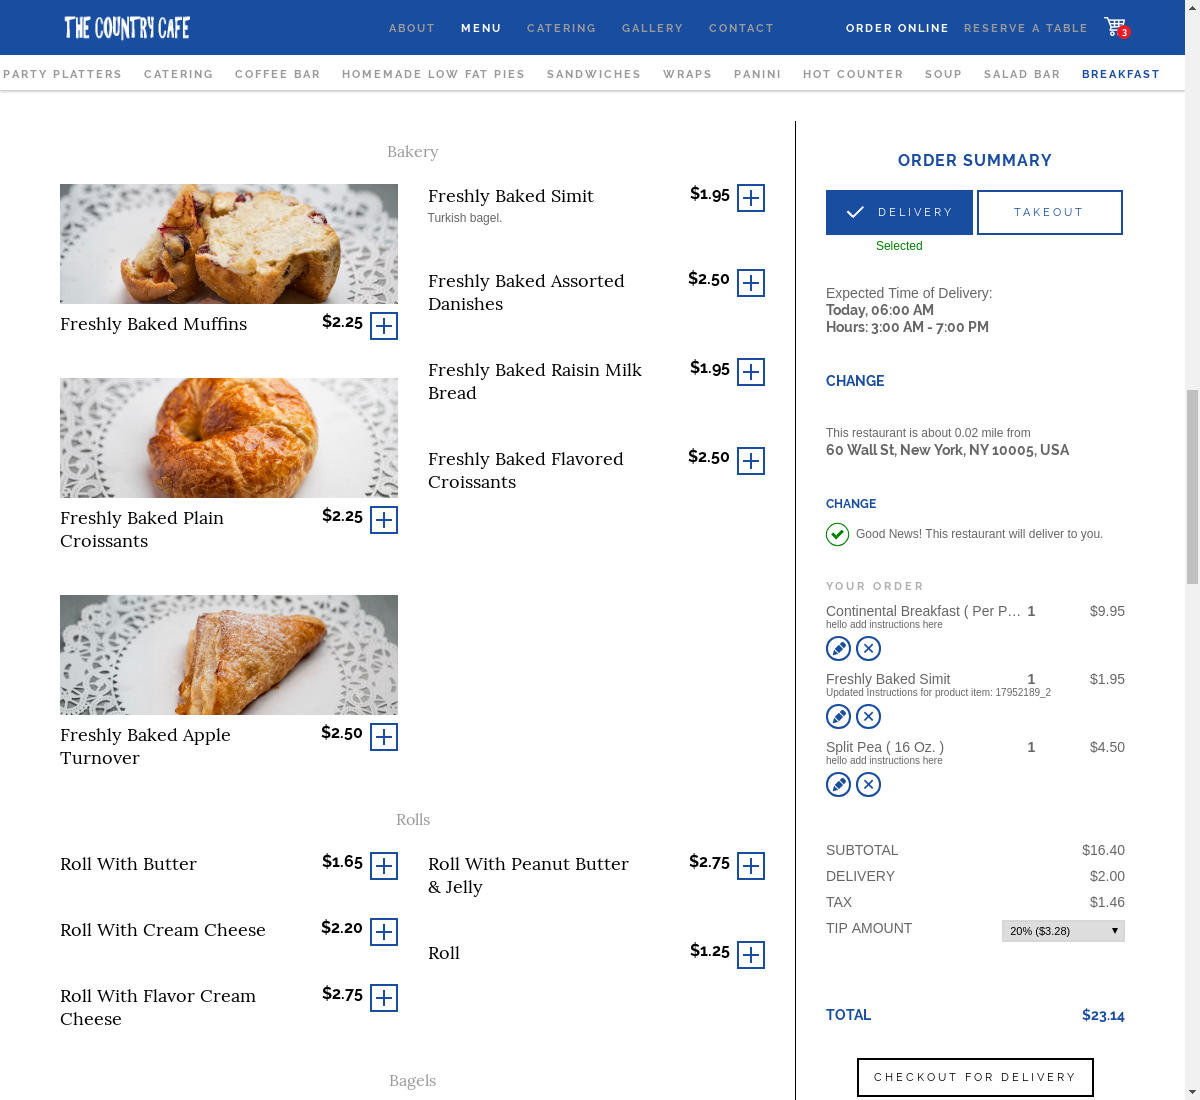 THE COUNTRY CAFE
ABOUT MENU CATERING GALLERY CONTACT ORDER ONLINE RESERVE A TABLE 3
PARTY PLATTERS CATERING COFFEE BAR HOMEMADE LOW FAT PIES SANDWICHES WRAPS PANINI HOT COUNTER SOUP SALAD BAR BREAKFAST
Bakery
Freshly Baked Muffins $2.25
Freshly Baked Plain
Croissants
$2.25
Freshly Baked Apple
Turnover
$2.50
Freshly Baked Simit $1.95
Turkish bagel.
Freshly Baked Assorted
Danishes
$2.50
Freshly Baked Raisin Milk
Bread
$1.95
Freshly Baked Flavored
Croissants
$2.50
Rolls
Roll With Butter $1.65
Roll With Cream Cheese $2.20
Roll With Flavor Cream
Cheese
$2.75
Roll With Peanut Butter
& Jelly
$2.75
Roll $1.25
Bagels
ORDER SUMMARY
DELIVERY TAKEOUT
Selected
Expected Time of Delivery:
Today, 06:00 AM
Hours: 3:00 AM - 7:00 PM
CHANGE
This restaurant is about 0.02 mile from
60 Wall St, New York, NY 10005, USA
CHANGE
Good News! This restaurant will deliver to you.
YOUR ORDER
Continental Breakfast ( Per P... 1 $9.95
hello add instructions here
Freshly Baked Simit 1 $1.95
Updated Instructions for product item: 17952189_2
Split Pea ( 16 Oz. ) 1 $4.50
hello add instructions here
SUBTOTAL $16.40
DELIVERY $2.00
TAX $1.46
TIP AMOUNT 20% ($3.28)
TOTAL $23.14
CHECKOUT FOR DELIVERY